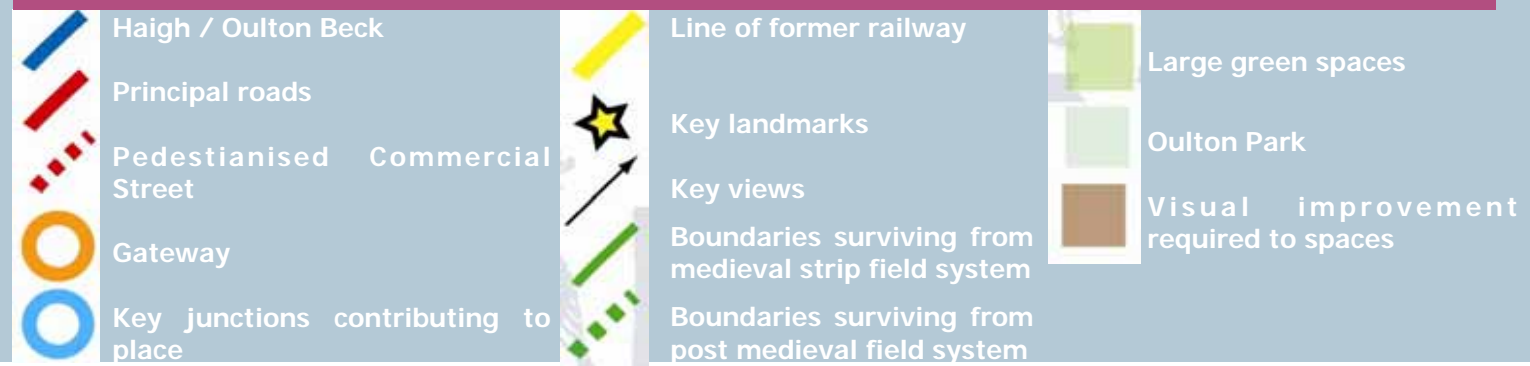 Haigh / Oulton Beck
Principal roads
Pedestianised Commercial
Street
Gateway
Key junctions contributing to
place
Line of former railway
Key landmarks
Key views
Boundaries surviving from
medieval strip field system
Boundaries surviving from
post medieval field system
Large green spaces
Oulton Park
Visual improvement
required to spaces